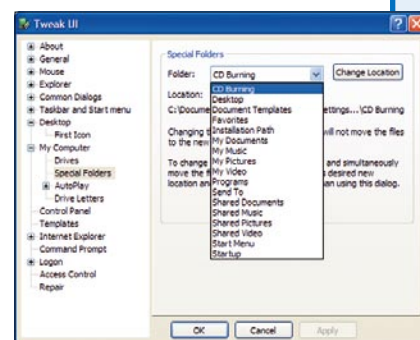 Tweak UI
About
General
Mouse
Explorer
Common Dialogs
Taskbar and Start menu
Desktop
First Icon
My Computer
Drives
Special Folders
AutoPlay
Drive Letters
Control Panel
Templates
Internet Explorer
Command Prompt
Logon
Access Control
Repair
Special Folders
Folder: CD Burning Change Location
CD Burning
Desktop
Document Templates
Favorites
Installation Path
My Documents
My Music
My Pictures
My Video
Programs
Send To
Shared Documents
Shared Music
Shared Pictures
Shared Video
Start Menu
Startup
Location:
C:\Docume ettings...\CD Burning
Changing t will not move the files
to the new
To change and simultaneously
move the f desired new
location an an using this dialog.
OK Cancel Apply